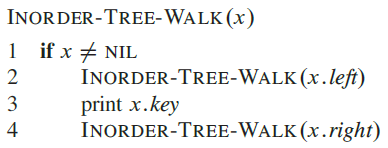 INORDER-TREE-WALK(x)
1 if x ≠ NIL
2 INORDER-TREE-WALK(x.left)
3 print x.key
4 INORDER-TREE-WALK(x.right)